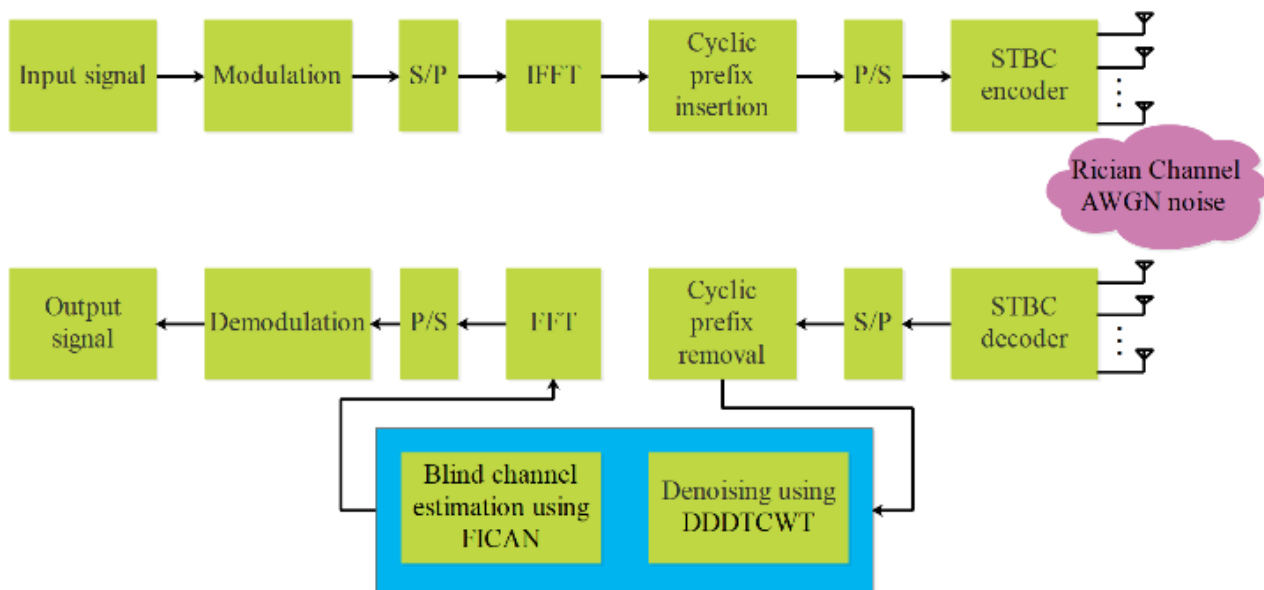 Input signal
Modulation
S/P
IFFT
Cyclic
prefix
insertion
P/S
STBC
encoder
Rician Channel
AWGN noise
Output
signal
Demodulation
P/S
FFT
Cyclic
prefix
removal
S/P
STBC
decoder
Blind channel
estimation using
FICAN
Denoising using
DDDTCWT